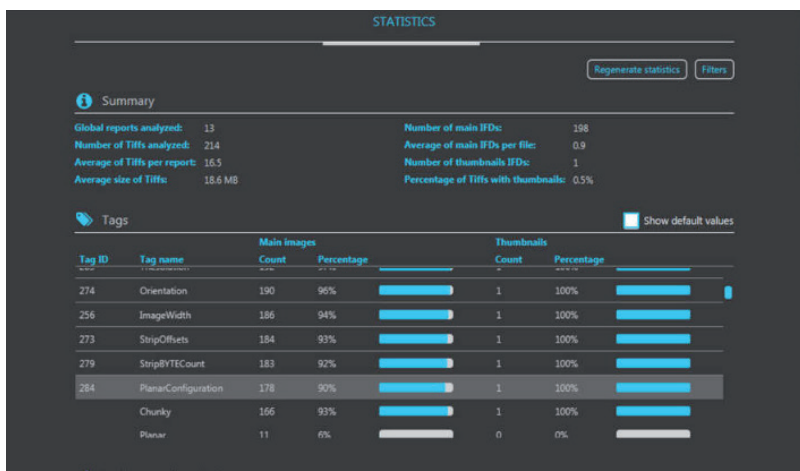 STATISTICS
Regenerate statistics Filters
Summary
Global reports analyzed: 13 Number of main IFDs: 198
Number of Tiffs analyzed: 214 Average of main IFDs per file: 0.9
Average of Tiffs per report: 16.5 Number of thumbnails IFDs: 1
Average size of Tiffs: 18.6 MB Percentage of Tiffs with thumbnails: 0.5%
Tags Show default values
Main images Thumbnails
Tag ID Tag name Count Percentage Count Percentage
274 Orientation 190 96% 1 100%
256 ImageWidth 186 94% 1 100%
273 StripOffsets 184 93% 1 100%
279 StripBYTECount 183 92% 1 100%
284 PlanarConfiguration 178 90% 1 100%
Chunky 166 93% 1 100%
Planar 11 6% 0 0%